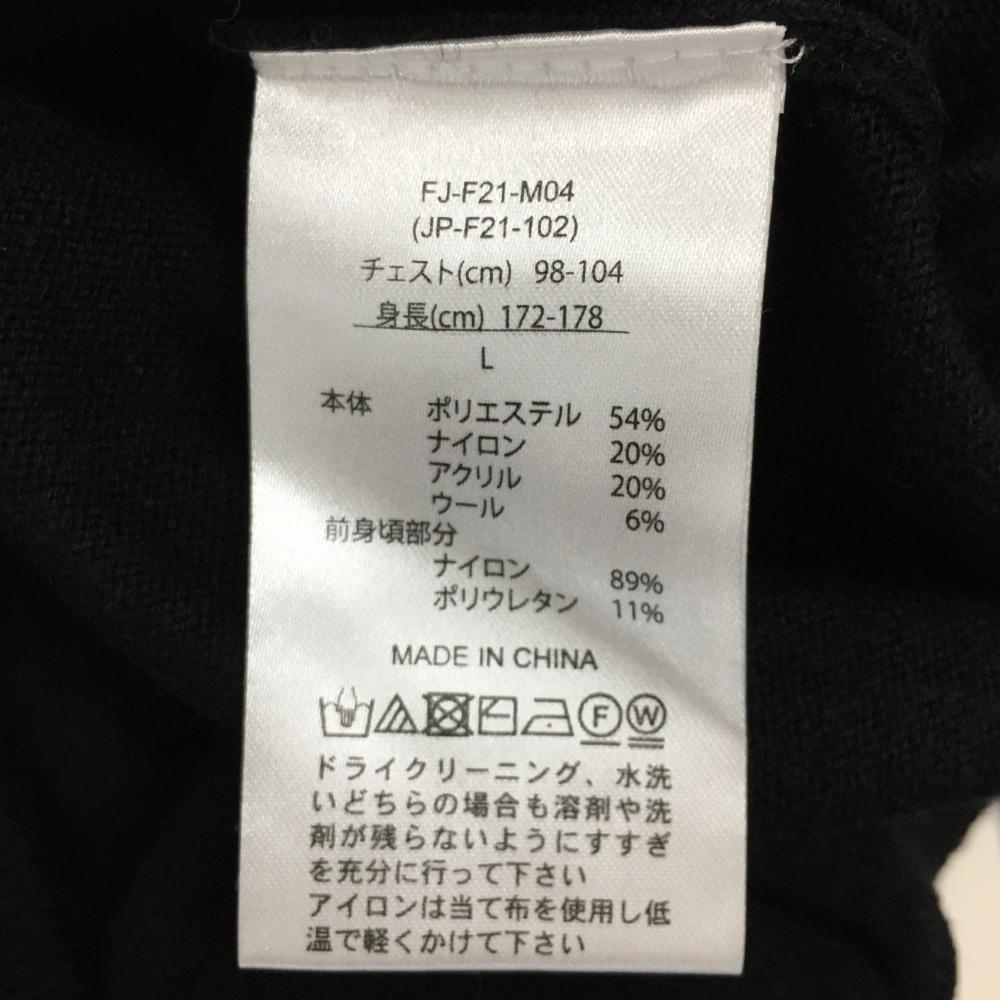 FJ-F21-M04
(JP-F21-102)
チェスト(cm) 98-104
身長(cm) 172-178
L
本体 ポリエステル 54%
ナイロン 20%
アクリル 20%
ウール 6%
前身頃部分
ナイロン 89%
ポリウレタン 11%
MADE IN CHINA
F W
ドライクリーニング、水洗
いどちらの場合も溶剤や洗
剤が残らないようにすすぎ
を充分に行って下さい
アイロンは当て布を使用し低
温で軽くかけて下さい